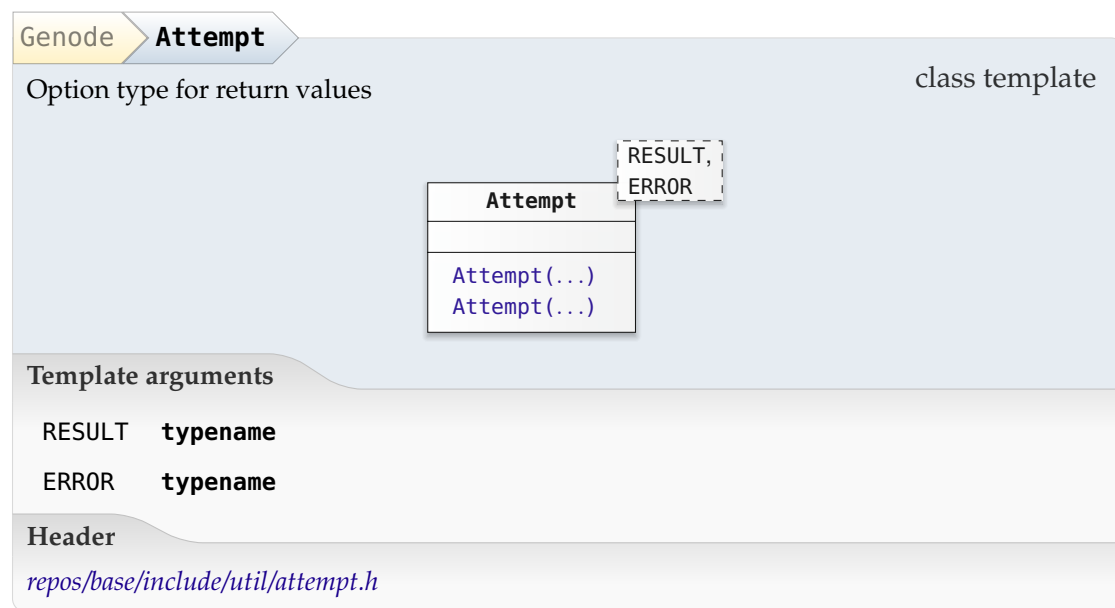 Genode Attempt
Option type for return values
class template
RESULT,
ERROR
Attempt
Attempt(...)
Attempt(...)
Template arguments
RESULT typename
ERROR typename
Header
repos/base/include/util/attempt.h